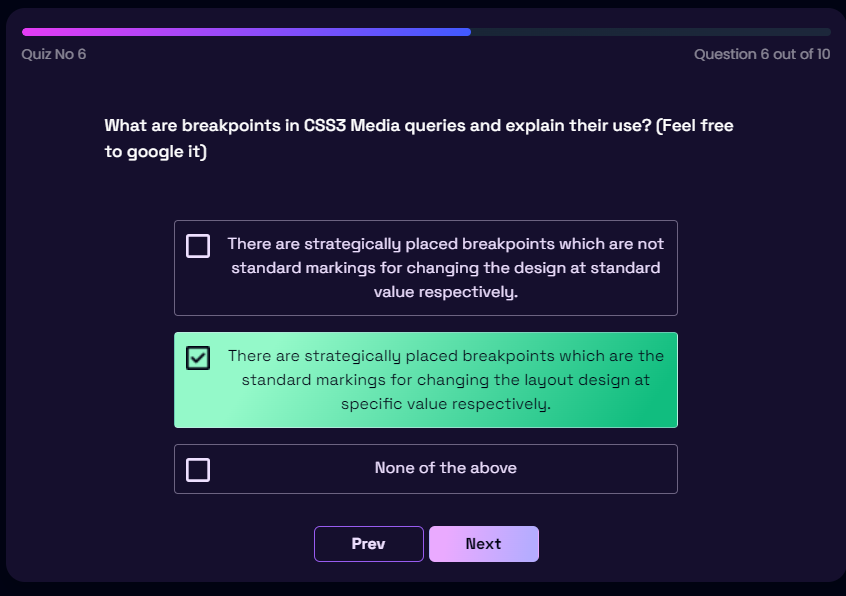 Quiz No 6
Question 6 out of 10
What are breakpoints in CSS3 Media queries and explain their use? (Feel free
to google it)
There are strategically placed breakpoints which are not
standard markings for changing the design at standard
value respectively.
There are strategically placed breakpoints which are the
standard markings for changing the layout design at
specific value respectively.
None of the above
Prev
Next